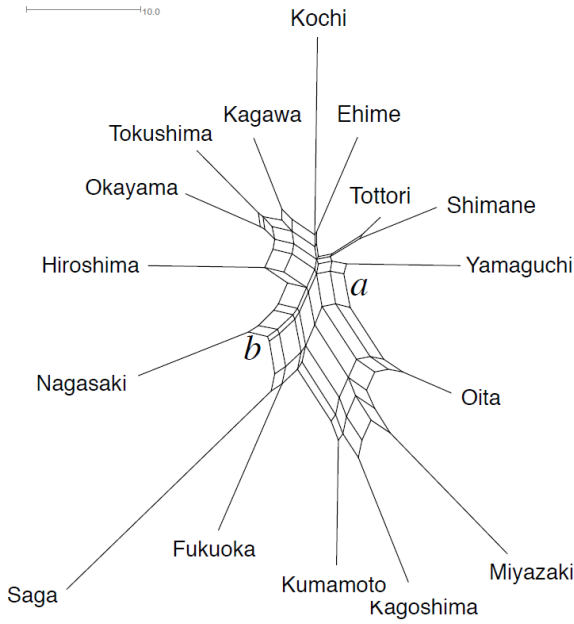 10.0
Kochi
Kagawa
Ehime
Tokushima
Okayama
Tottori
Shimane
Hiroshima
Yamaguchi
a
b
Nagasaki
Oita
Fukuoka
Miyazaki
Kumamoto
Saga
Kagoshima